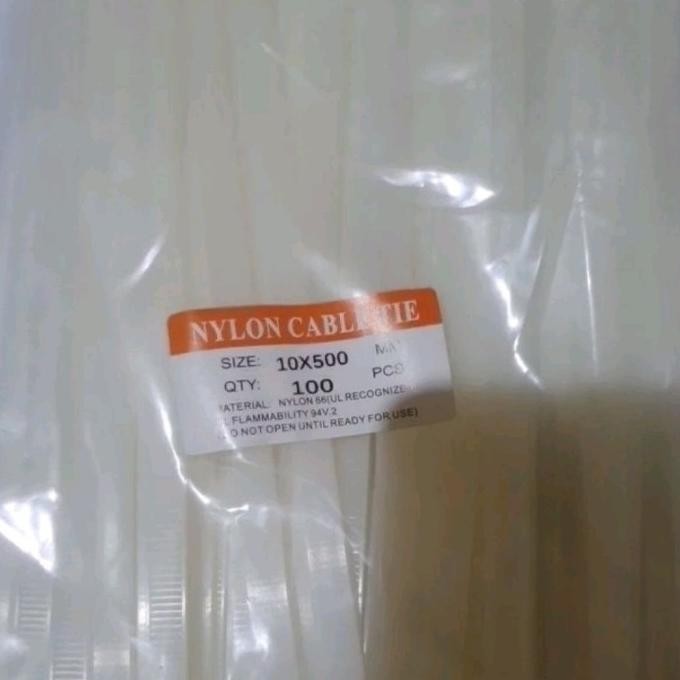 NYLON CABLE TIE
SIZE: 10X500
QTY: 100 PCS
MATERIAL: NYLON 66(UL RECOGNIZED)
FLAMMABILITY 94V.2
DO NOT OPEN UNTIL READY FOR USE)